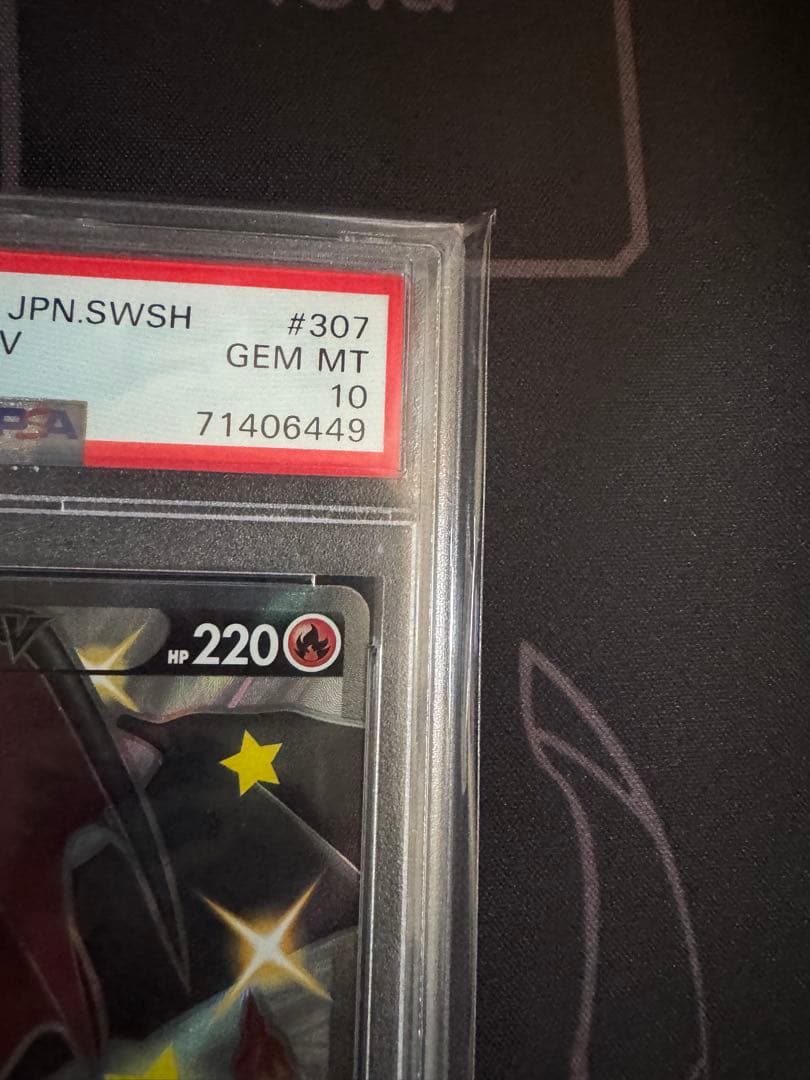 JPN.SWSH #307
V GEM MT
10
PSA 71406449
V HP 220